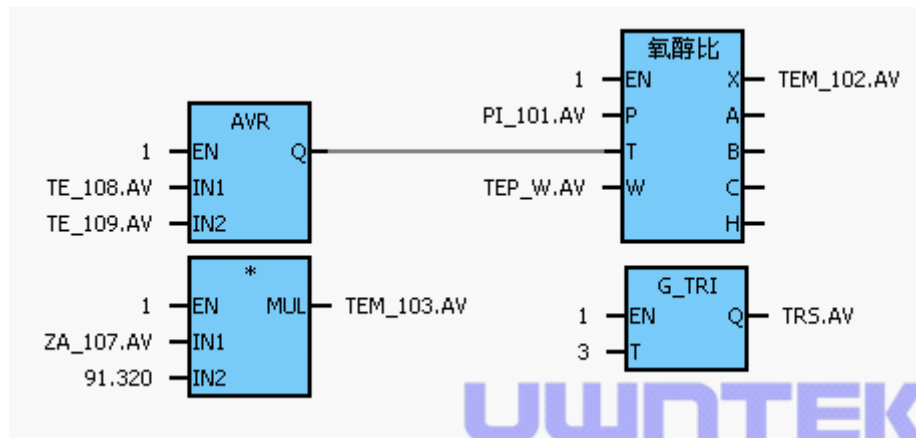 氧醇比
1 EN X TEM_102.AV
PI_101.AV P A
AVR
1 EN Q T B
TE_108.AV IN1 TEP_W.AV W C
TE_109.AV IN2 H
*
G_TRI
1 EN MUL TEM_103.AV 1 EN Q TRS.AV
ZA_107.AV IN1 3 T
91.320 IN2
UWNTEK